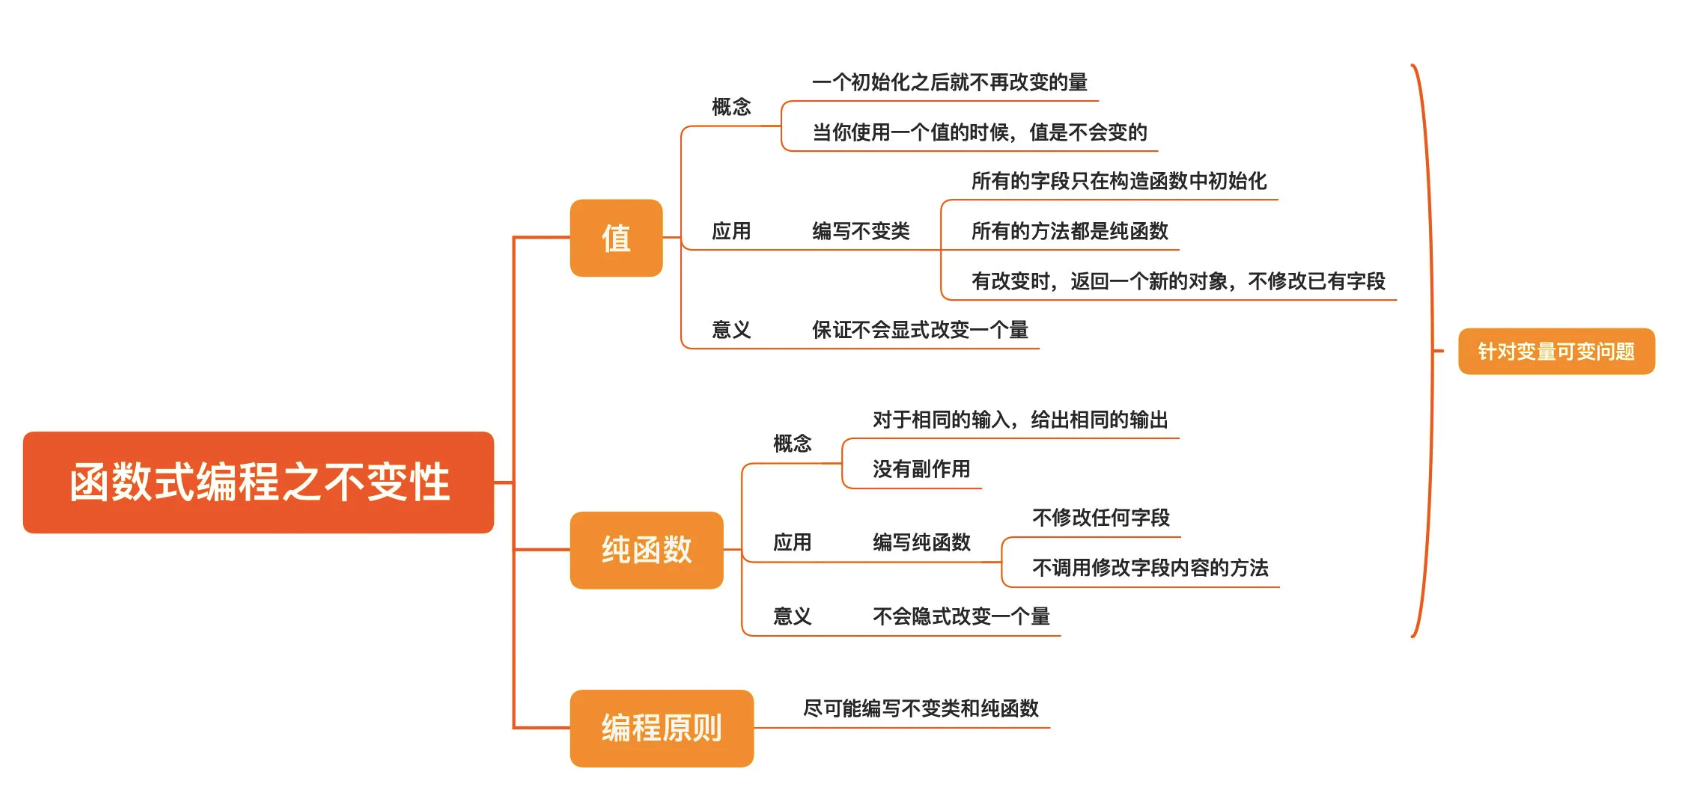 函数式编程之不变性
值
概念
一个初始化之后就不再改变的量
当你使用一个值的时候，值是不会变的
应用
编写不变类
所有的字段只在构造函数中初始化
所有的方法都是纯函数
有改变时，返回一个新的对象，不修改已有字段
意义
保证不会显式改变一个量
纯函数
概念
对于相同的输入，给出相同的输出
没有副作用
应用
编写纯函数
不修改任何字段
不调用修改字段内容的方法
意义
不会隐式改变一个量
针对变量可变问题
编程原则
尽可能编写不变类和纯函数